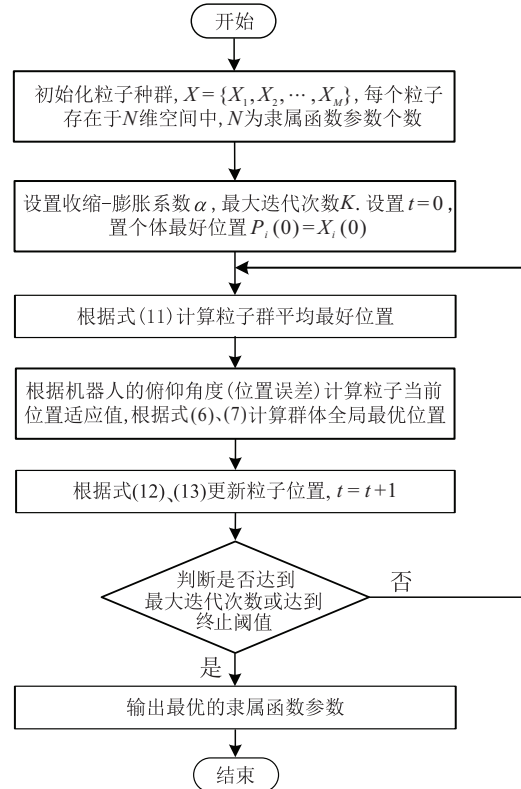 开始
初始化粒子种群, X = {X₁, X₂, ⋯, X_M}, 每个粒子
存在于N维空间中, N为隶属函数参数个数
设置收缩-膨胀系数α, 最大迭代次数K. 设置 t=0,
置个体最好位置P_i(0)=X_i(0)
根据式(11)计算粒子群平均最好位置
根据机器人的俯仰角度(位置误差)计算粒子当前
位置适应值,根据式(6)、(7)计算群体全局最优位置
根据式(12)、(13)更新粒子位置, t = t+1
判断是否达到
最大迭代次数或达到
终止阈值
否
是
输出最优的隶属函数参数
结束